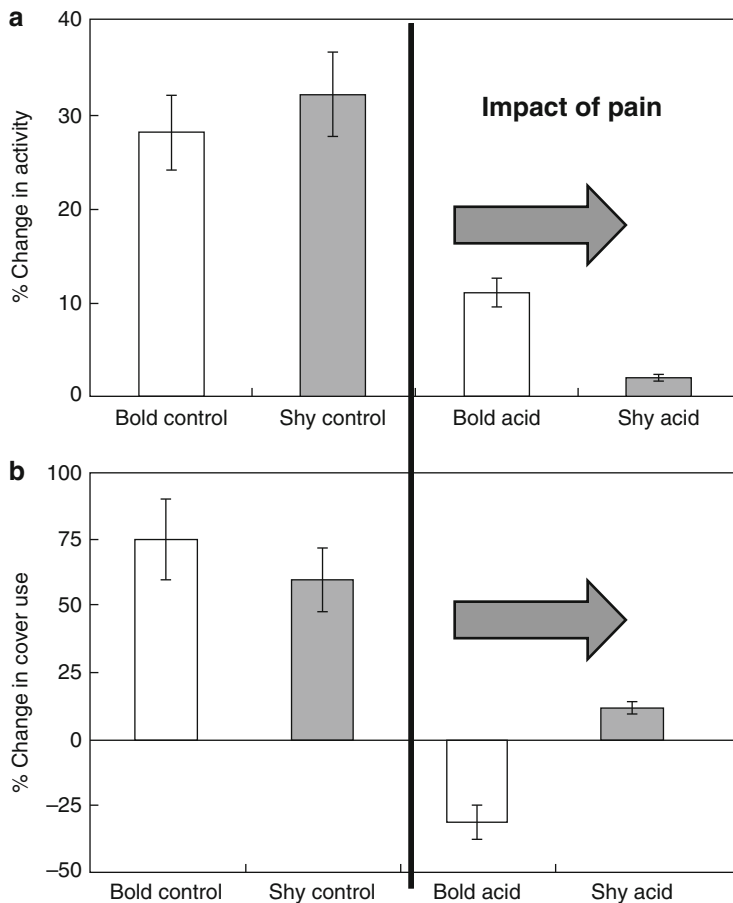 a
% Change in activity
40
30
20
10
0
Impact of pain
Bold control Shy control Bold acid Shy acid
b
% Change in cover use
100
75
50
25
0
–25
–50
Bold control Shy control Bold acid Shy acid